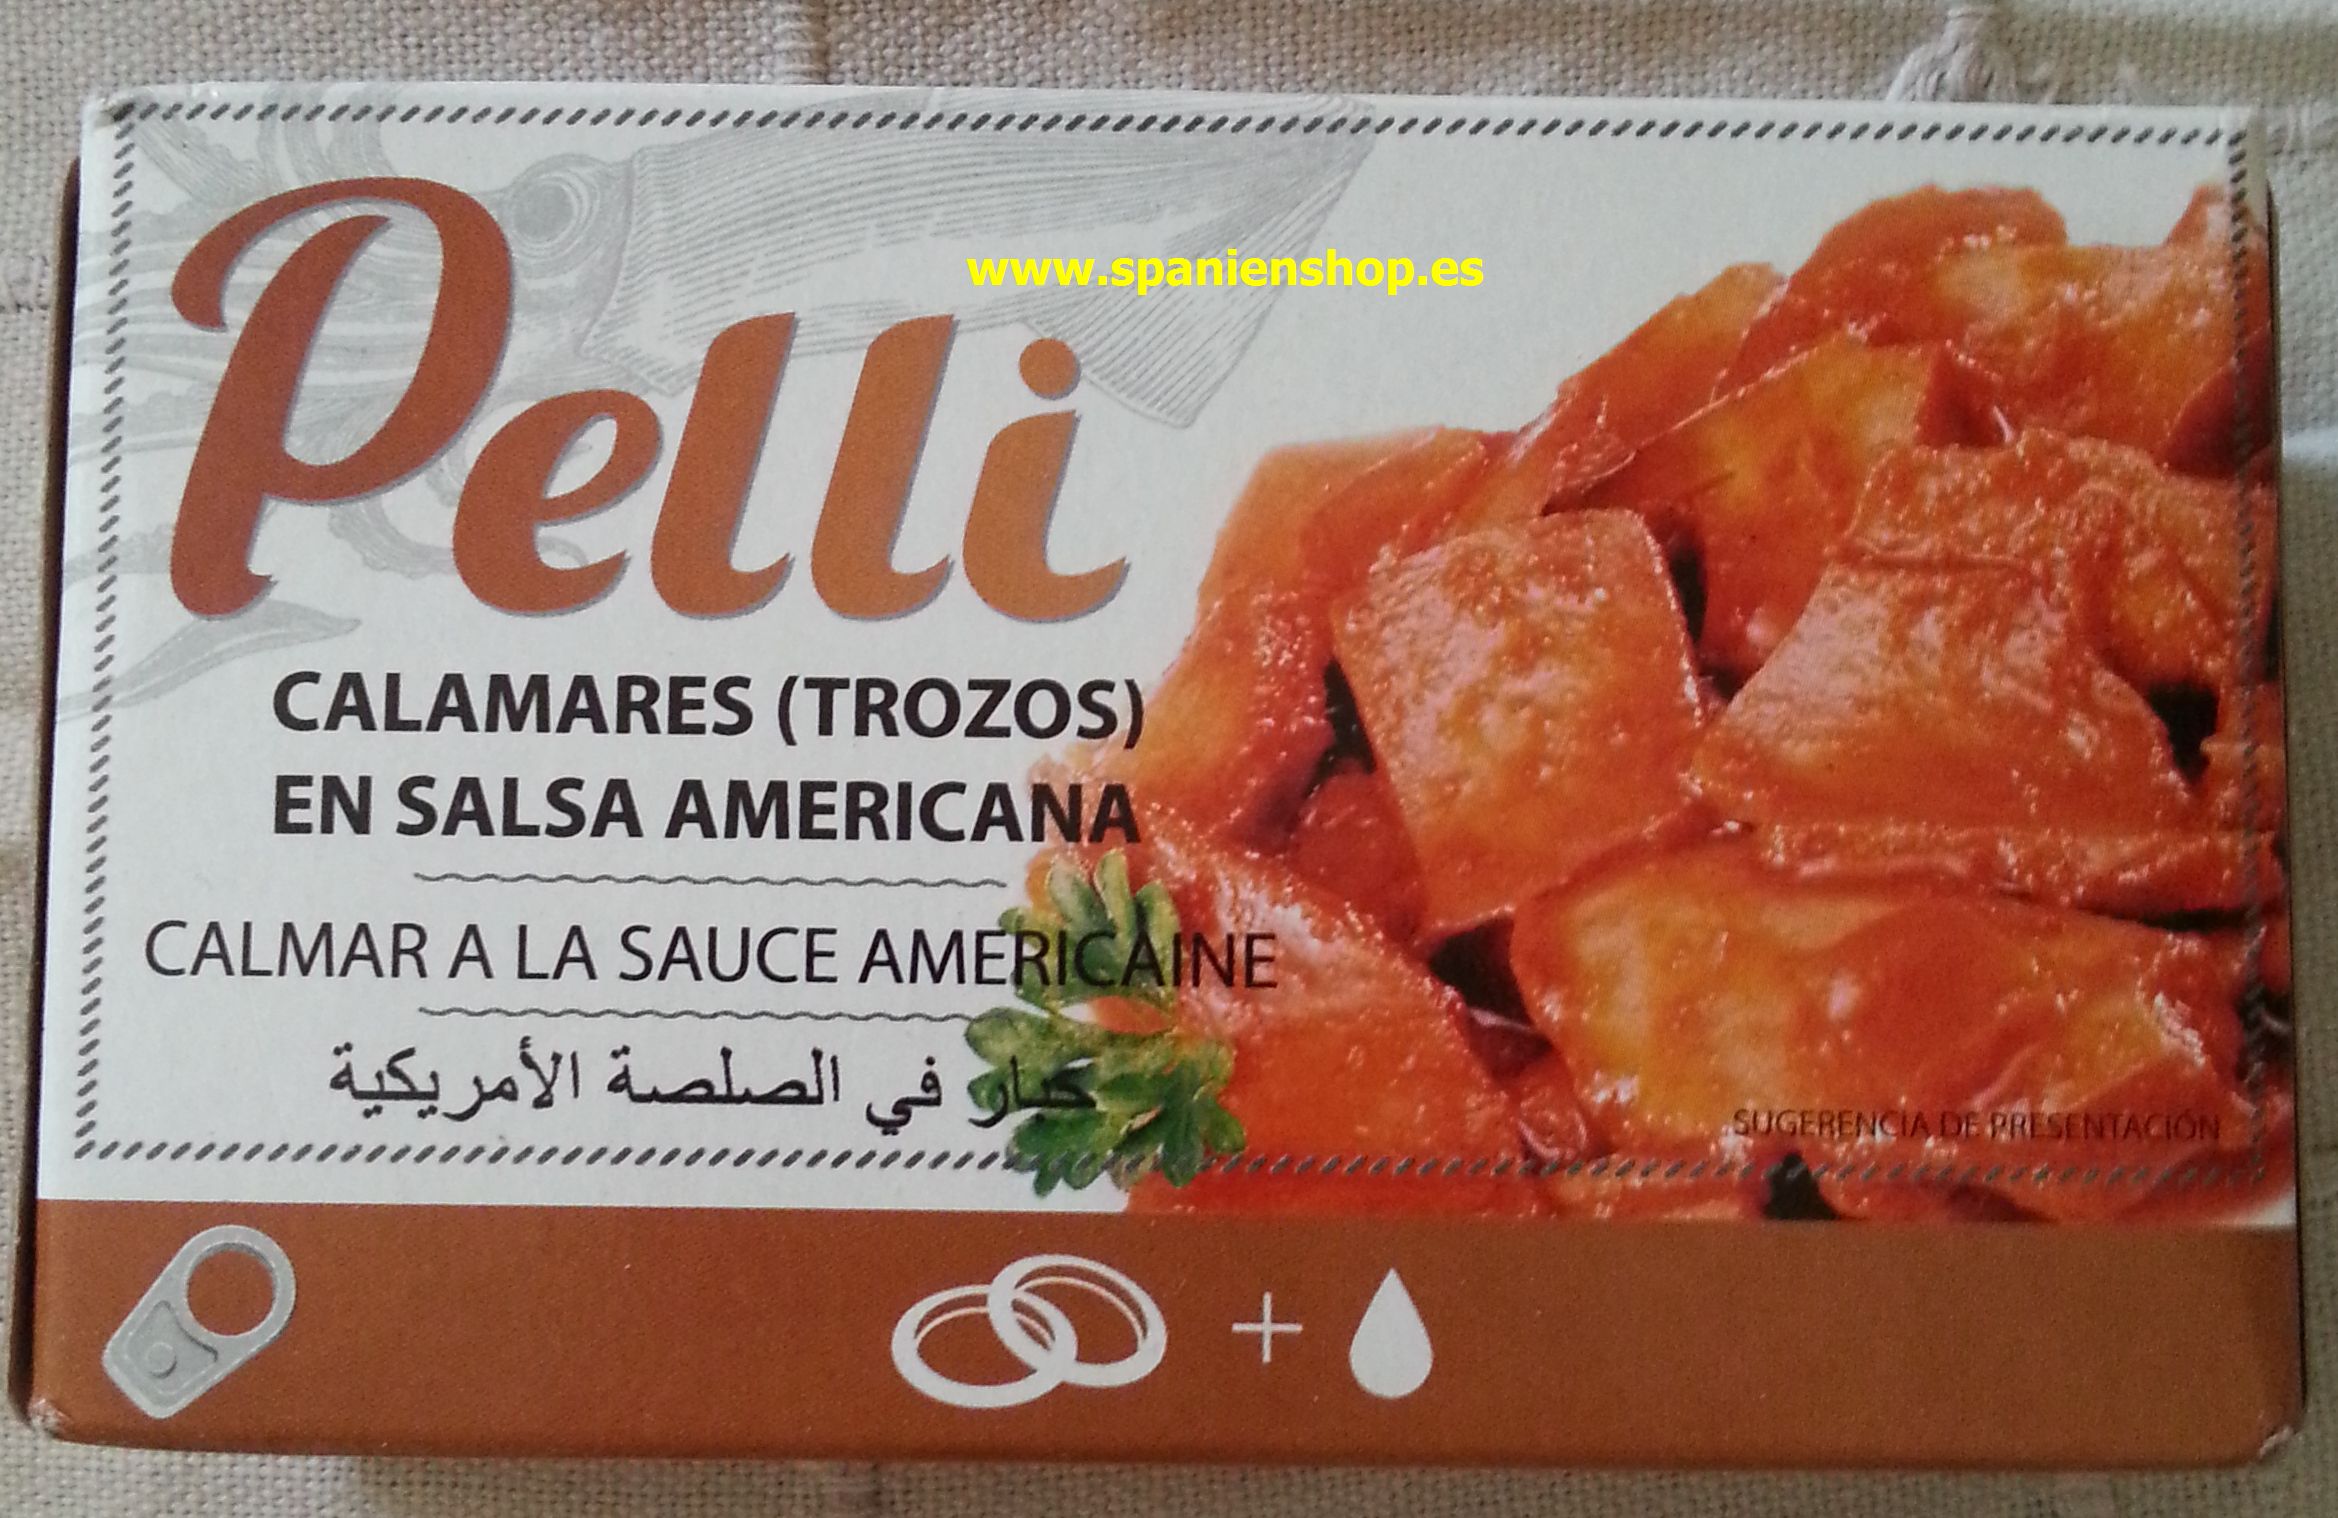 www.spanienshop.es
Pelli
CALAMARES (TROZOS)
EN SALSA AMERICANA
CALMAR A LA SAUCE AMERICAINE
حبار في الصلصة الأمريكية
SUGERENCIA DE PRESENTACIÓN